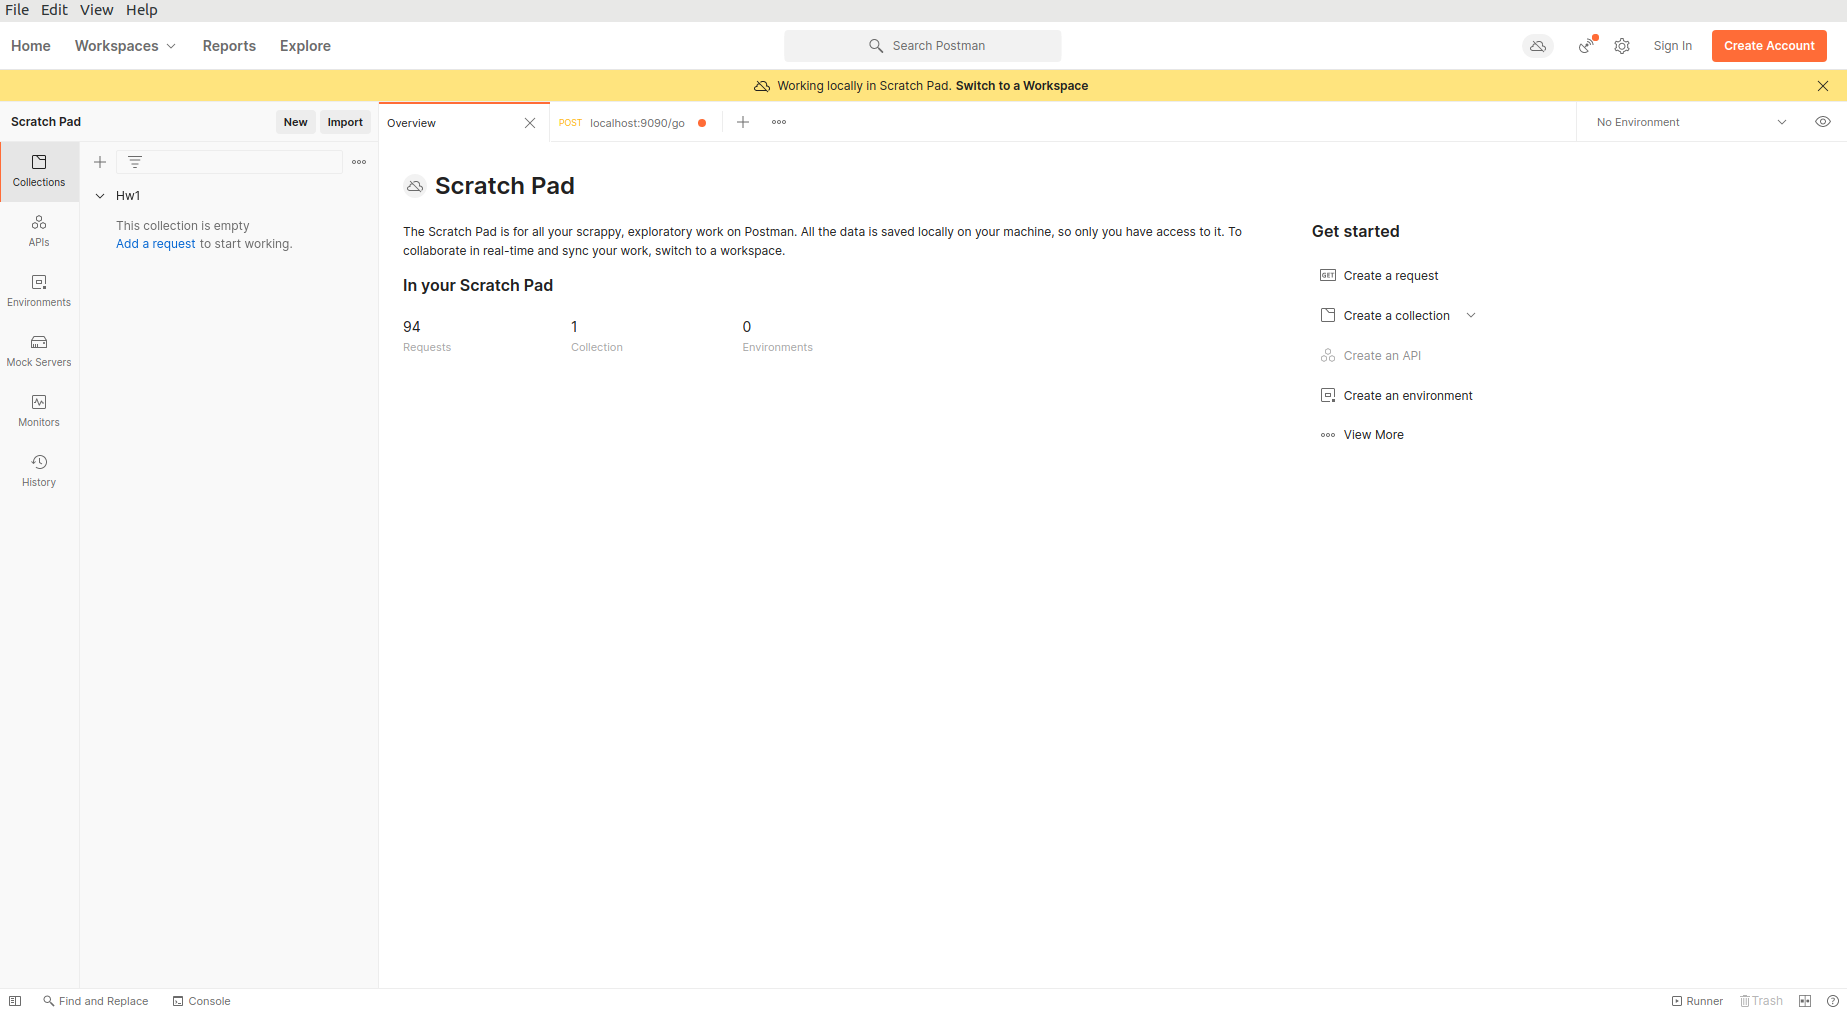 File Edit View Help
Home Workspaces Reports Explore Search Postman Sign In Create Account
Working locally in Scratch Pad. Switch to a Workspace
Scratch Pad New Import
Overview POST localhost:9090/go No Environment
Collections
APIs
Environments
Mock Servers
Monitors
History
Hw1
This collection is empty
Add a request to start working.
Scratch Pad
The Scratch Pad is for all your scrappy, exploratory work on Postman. All the data is saved locally on your machine, so only you have access to it. To
collaborate in real-time and sync your work, switch to a workspace.
In your Scratch Pad
94 1 0
Requests Collection Environments
Get started
GET Create a request
Create a collection
Create an API
Create an environment
View More
Find and Replace Console Runner Trash